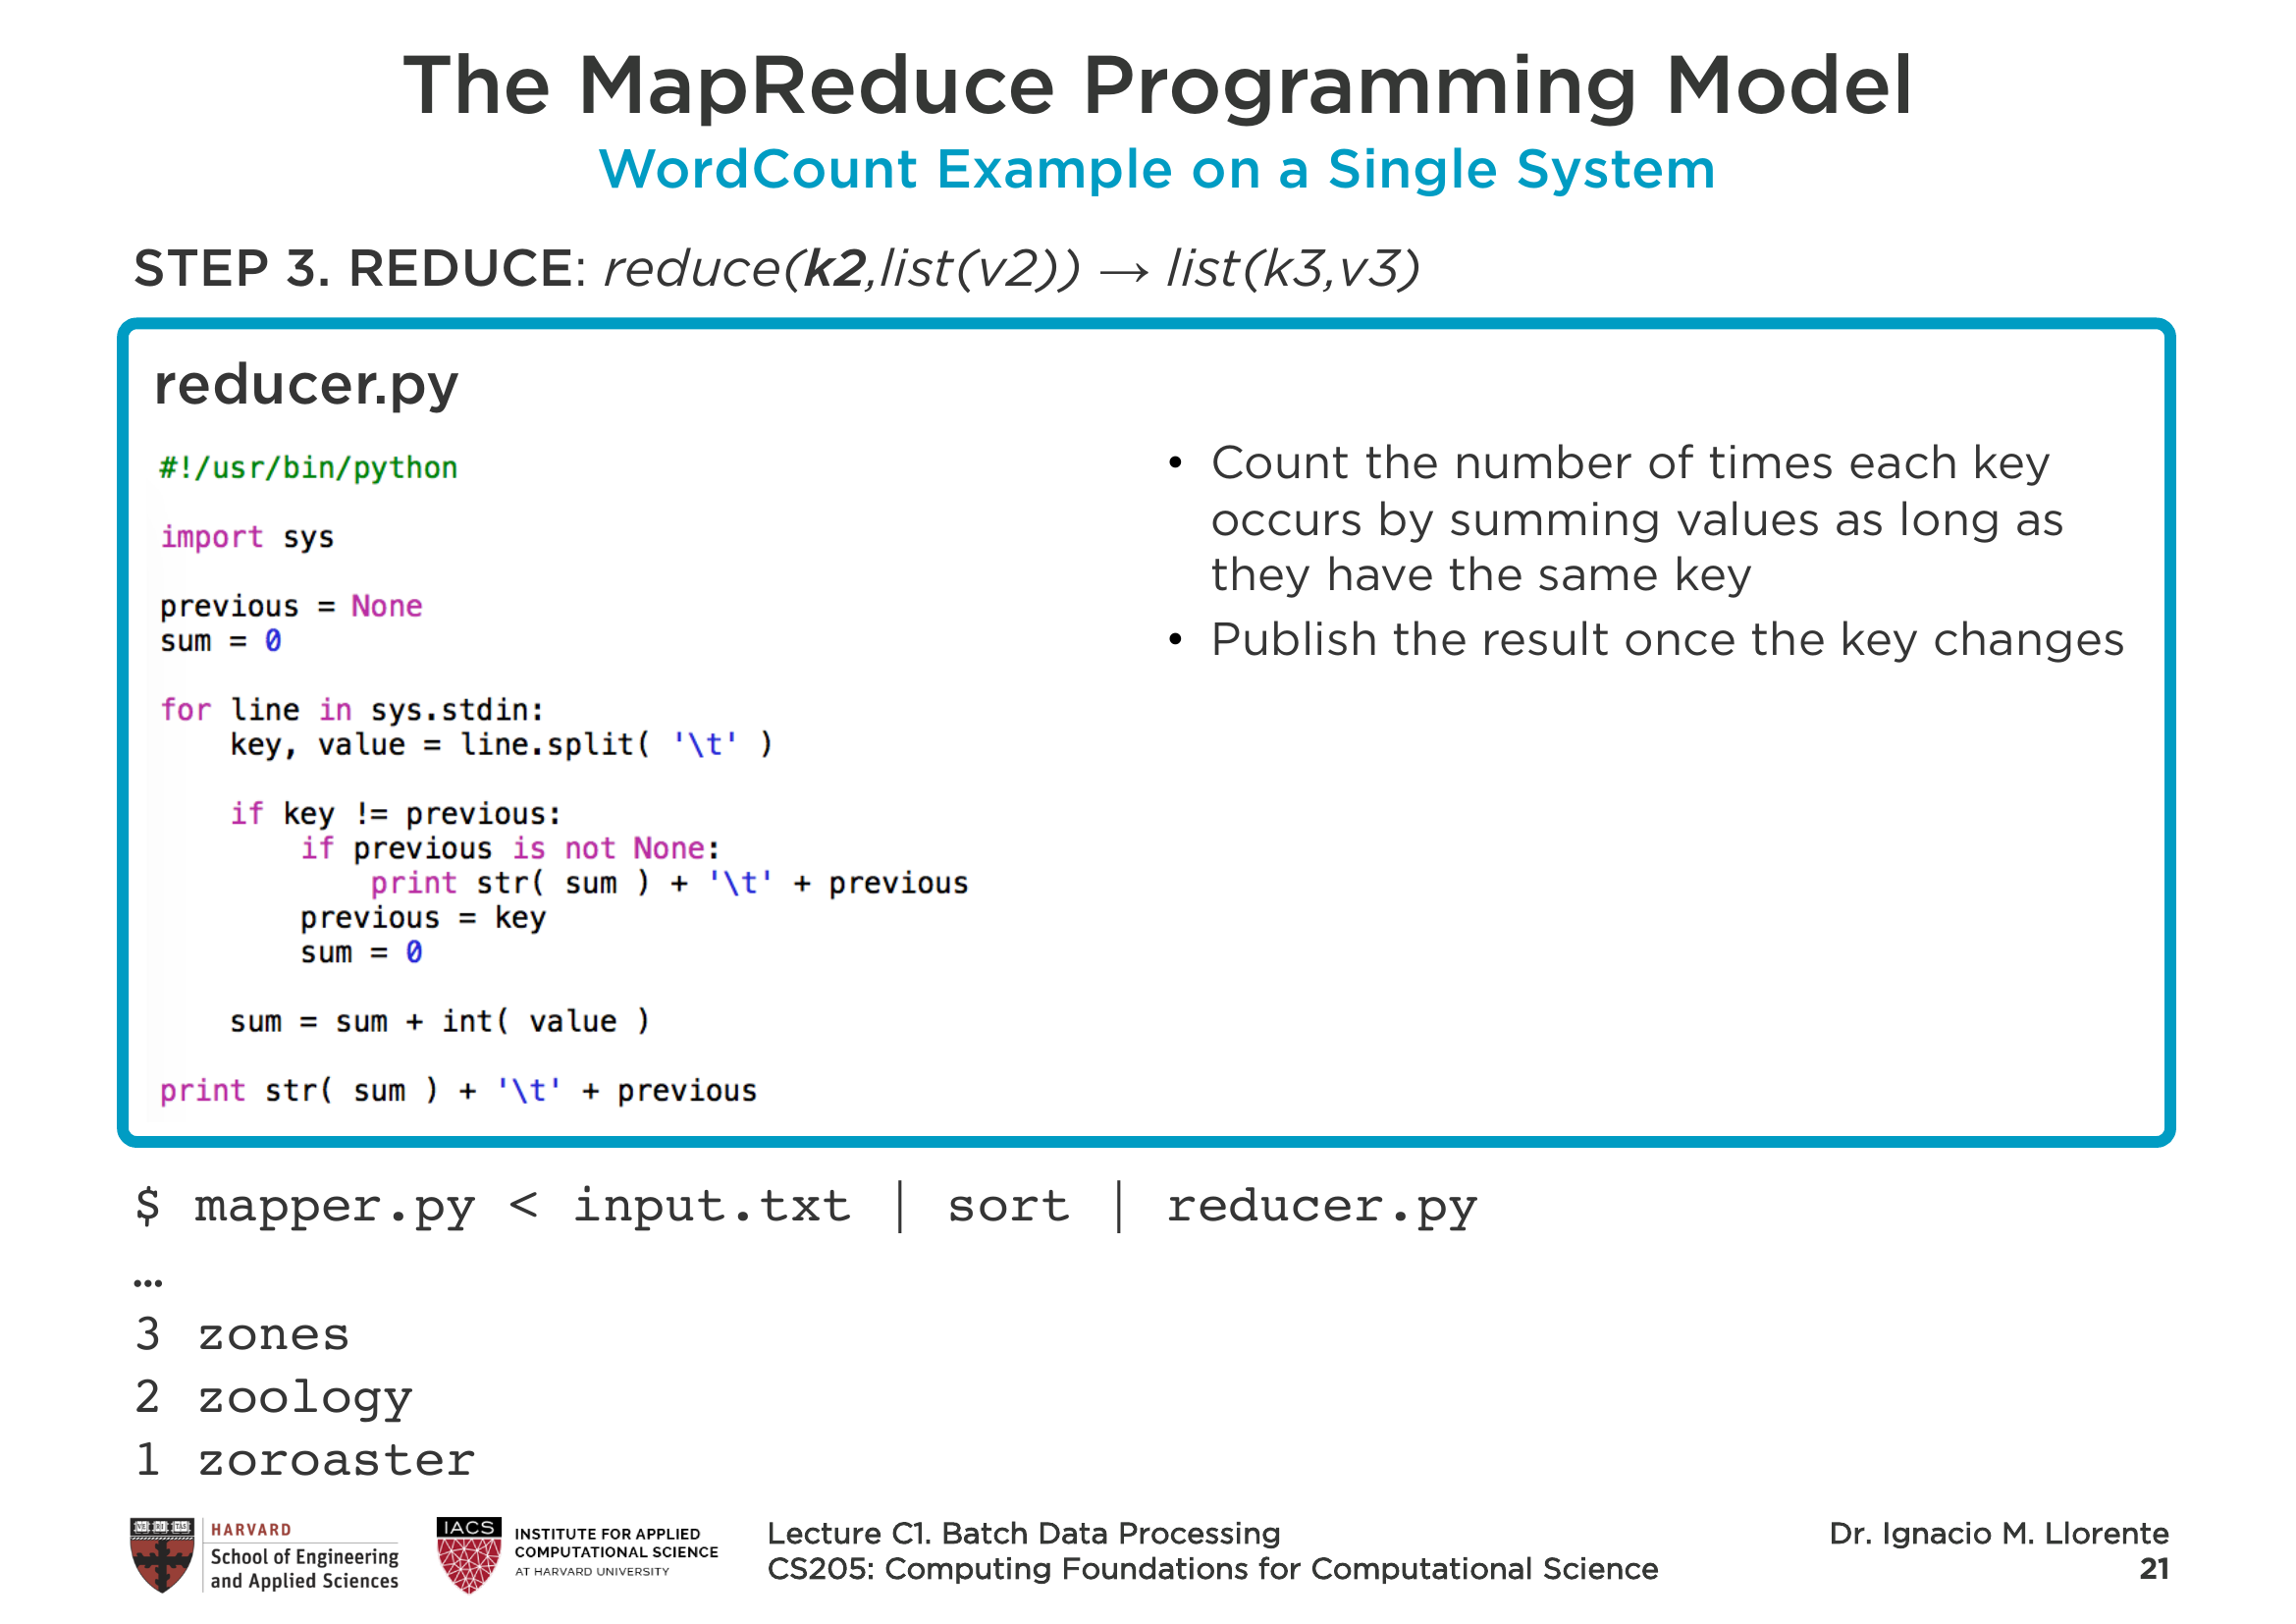 The MapReduce Programming Model
WordCount Example on a Single System
STEP 3. REDUCE: reduce(k2,list(v2)) → list(k3,v3)
reducer.py
#!/usr/bin/python
import sys
previous = None
sum = 0
for line in sys.stdin:
    key, value = line.split( '\t' )
    if key != previous:
        if previous is not None:
            print str( sum ) + '\t' + previous
        previous = key
        sum = 0
    sum = sum + int( value )
print str( sum ) + '\t' + previous
• Count the number of times each key
occurs by summing values as long as
they have the same key
• Publish the result once the key changes
$ mapper.py < input.txt | sort | reducer.py
…
3 zones
2 zoology
1 zoroaster
VE RI TAS
HARVARD
School of Engineering
and Applied Sciences
IACS
INSTITUTE FOR APPLIED
COMPUTATIONAL SCIENCE
AT HARVARD UNIVERSITY
Lecture C1. Batch Data Processing
CS205: Computing Foundations for Computational Science
Dr. Ignacio M. Llorente
21